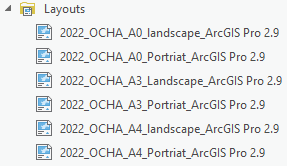 Layouts
2022_OCHA_A0_landscape_ArcGIS Pro 2.9
2022_OCHA_A0_Portriat_ArcGIS Pro 2.9
2022_OCHA_A3_Landscape_ArcGIS Pro 2.9
2022_OCHA_A3_Portriat_ArcGIS Pro 2.9
2022_OCHA_A4_landscape_ArcGIS Pro 2.9
2022_OCHA_A4_Portriat_ArcGIS Pro 2.9